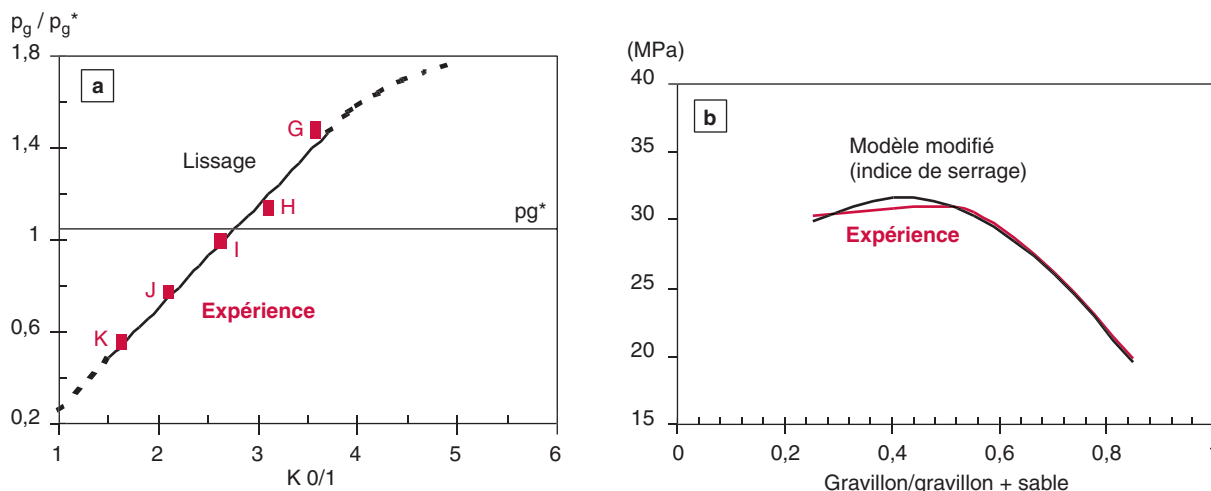 p_g / p_g*
1,8
1,4
1
0,6
0,2
a
G
Lissage
H
pg*
I
J
Expérience
K
1
2
3
4
5
6
K 0/1
(MPa)
40
35
30
25
20
15
b
Modèle modifié
(indice de serrage)
Expérience
0
0,2
0,4
0,6
0,8
Gravillon/gravillon + sable